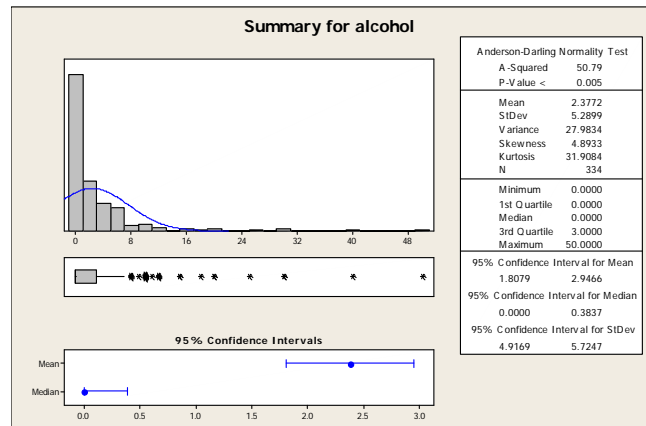 Summary for alcohol
0 8 16 24 32 40 48
Anderson-Darling Normality Test
A-Squared 50.79
P-Value < 0.005
Mean 2.3772
StDev 5.2899
Variance 27.9834
Skewness 4.8933
Kurtosis 31.9084
N 334
Minimum 0.0000
1st Quartile 0.0000
Median 0.0000
3rd Quartile 3.0000
Maximum 50.0000
95% Confidence Interval for Mean
1.8079 2.9466
95% Confidence Interval for Median
0.0000 0.3837
95% Confidence Interval for StDev
4.9169 5.7247
95% Confidence Intervals
Mean
Median
0.0 0.5 1.0 1.5 2.0 2.5 3.0